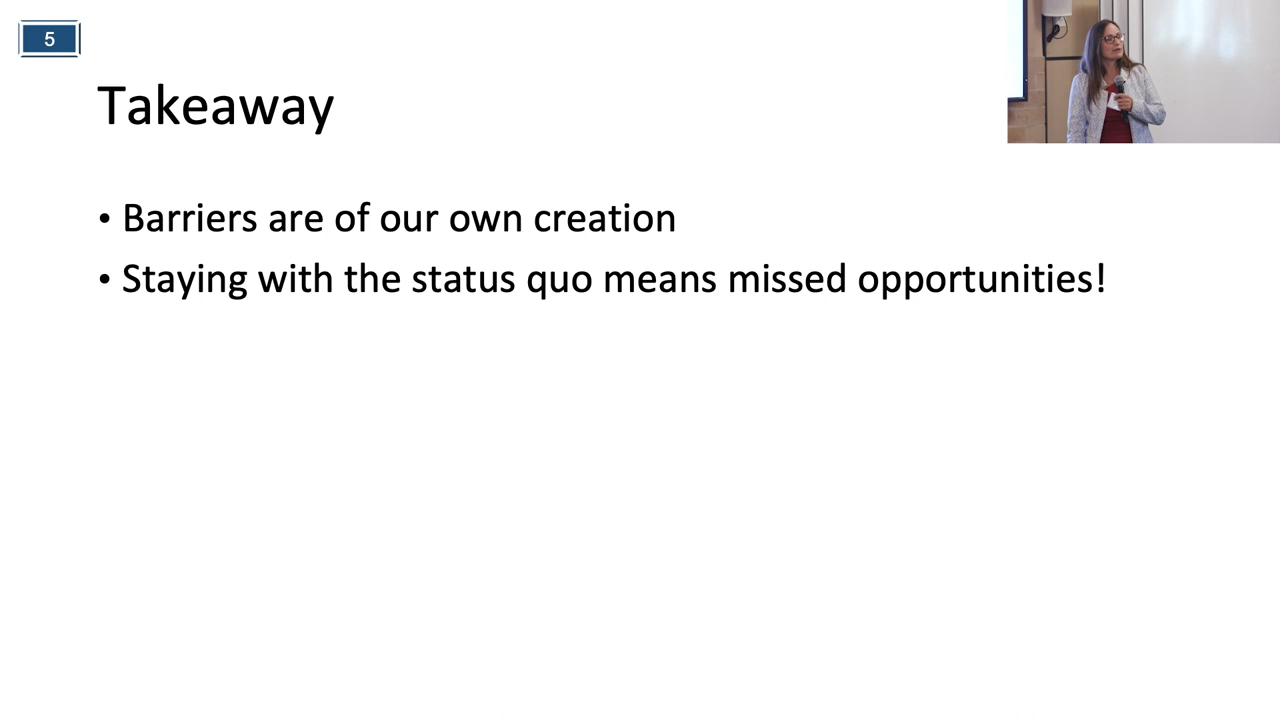 5
Takeaway
• Barriers are of our own creation
• Staying with the status quo means missed opportunities!